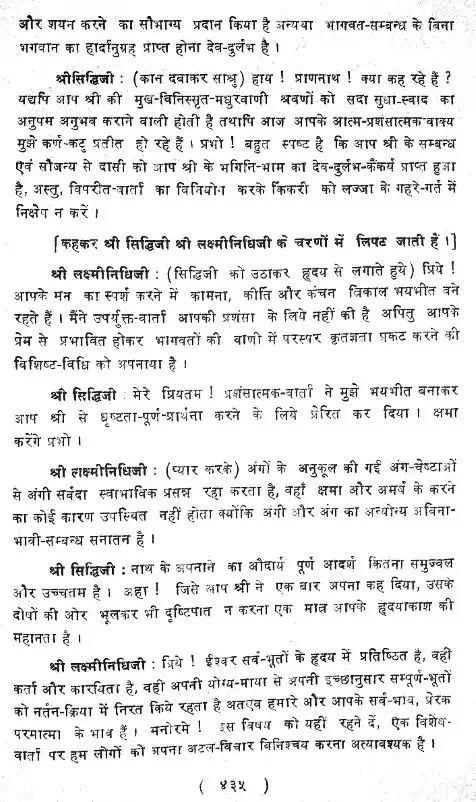 और शयन करने का सौभाग्य प्रदान किया है अन्यथा भागवत-सम्बन्ध के बिना
भगवान का हार्दानुग्रह प्राप्त होना देव-दुर्लभ है ।
श्रीसिद्धिजी : (कान दबाकर साश्रु) हाय ! प्राणनाथ ! क्या कह रहे हैं ?
यद्यपि आप श्री की मुख-विनिस्सृत-मधुरवाणी श्रवणों को सदा सुधा-स्वाद का
अनुपम अनुभव कराने वाली होती है तथापि आज आपके आत्म-प्रशंसात्मक-वाक्य
मुझे कर्ण-कटु प्रतीत हो रहे हैं । प्रभो ! बहुत स्पष्ट है कि आप श्री के सम्बन्ध
एवं सौजन्य से दासी को आप श्री के भगिनि-भाम का देव-दुर्लभ-कैंकर्य प्राप्त हुआ
है, अस्तु, विपरीत-वार्ता का विनियोग करके किंकरी को लज्जा के गहरे-गर्त में
निक्षेप न करें ।
[कहकर श्री सिद्धिजी श्री लक्ष्मीनिधिजी के चरणों में लिपट जाती हैं ।]
श्री लक्ष्मीनिधिजी : (सिद्धिजी को उठाकर हृदय से लगाते हुये) प्रिये !
आपके मन का स्पर्श करने में कामना, कीर्ति और कंचन त्रिकाल भयभीत बने
रहते हैं । मैंने उपर्युक्त-वार्ता आपकी प्रशंसा के लिये नहीं की है अपितु आपके
प्रेम से प्रभावित होकर भागवतों की वाणी में परस्पर कृतज्ञता प्रकट करने की
विशिष्ट-विधि को अपनाया है ।
श्री सिद्धिजी : मेरे प्रियतम ! प्रशंसात्मक-वार्ता ने मुझे भयभीत बनाकर
आप श्री से धृष्टता-पूर्ण-प्रार्थना करने के लिये प्रेरित कर दिया । क्षमा
करेंगे प्रभो ।
श्री लक्ष्मीनिधिजी : (प्यार करके) अंगों के अनुकूल की गई अंग-चेष्टाओं
से अंगी सर्वदा स्वाभाविक प्रसन्न रहा करता है, वहाँ क्षमा और अमर्ष के करने
का कोई कारण उपस्थित नहीं होता क्योंकि अंगी और अंग का अन्योन्य अविना-
भावी-सम्बन्ध सनातन है ।
श्री सिद्धिजी : नाथ के अपनाने का औदार्य पूर्ण आदर्श कितना समुज्वल
और उच्चतम है । अहा ! जिसे आप श्री ने एक बार अपना कह दिया, उसके
दोषों की ओर भूलकर भी दृष्टिपात न करना एक मात्र आपके हृदयाकाश की
महानता है ।
श्री लक्ष्मीनिधिजी : प्रिये ! ईश्वर सर्व-भूतों के हृदय में प्रतिष्ठित है, वही
कर्ता और कारयिता है, वही अपनी योग्य-माया से अपनी इच्छानुसार सम्पूर्ण-भूतों
को नर्तन-क्रिया में निरत किये रहता है अतएव हमारे और आपके सर्व-भाव, प्रेरक
परमात्मा के भाव हैं । मनोरमे ! इस विषय को यहीं रहने दें, एक विशेष-
वार्ता पर हम लोगों को अपना अटल-विचार विनिश्चय करना अत्यावश्यक है ।
( ४३५ )